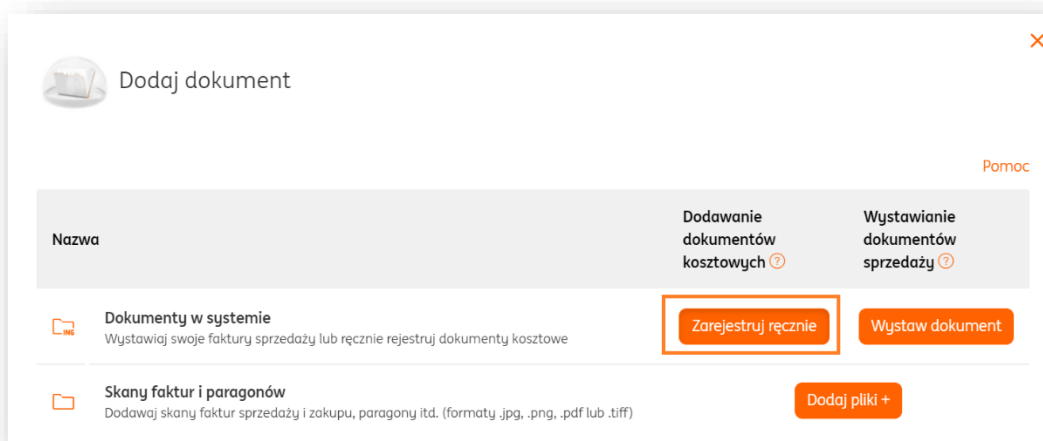 Dodaj dokument
Pomoc
Nazwa
Dodawanie
dokumentów
kosztowych ?
Wystawianie
dokumentów
sprzedaży ?
IMG
Dokumenty w systemie
Wystawiaj swoje faktury sprzedaży lub ręcznie rejestruj dokumenty kosztowe
Zarejestruj ręcznie
Wystaw dokument
Skany faktur i paragonów
Dodawaj skany faktur sprzedaży i zakupu, paragony itd. (formaty .jpg, .png, .pdf lub .tiff)
Dodaj pliki +